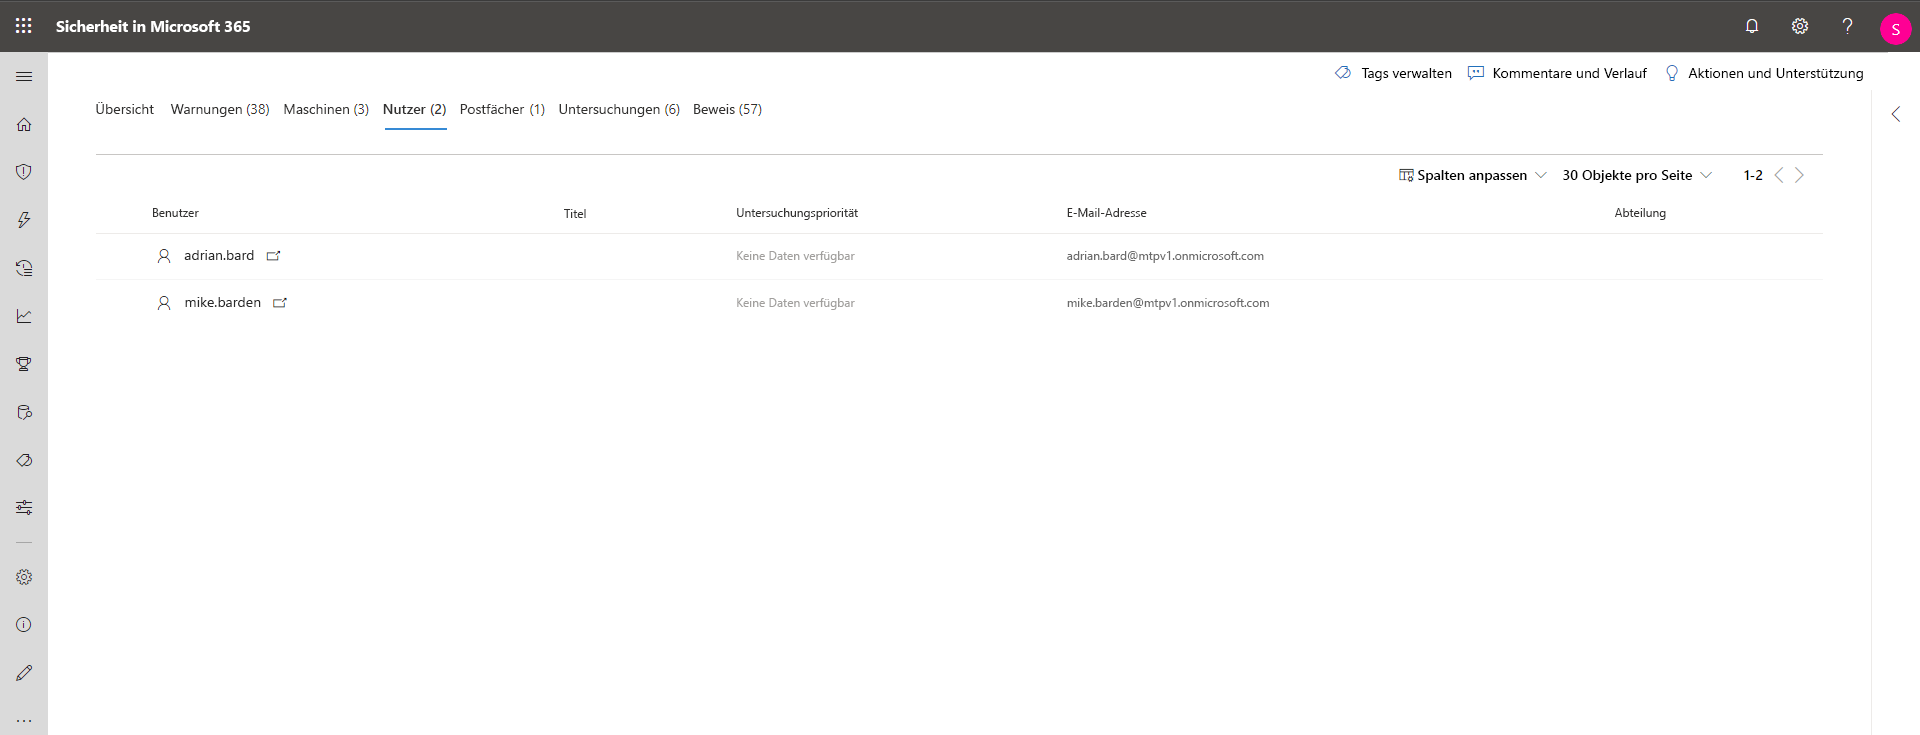 Sicherheit in Microsoft 365
S
Tags verwalten Kommentare und Verlauf Aktionen und Unterstützung
Übersicht Warnungen (38) Maschinen (3) Nutzer (2) Postfächer (1) Untersuchungen (6) Beweis (57)
Spalten anpassen 30 Objekte pro Seite 1-2
Benutzer Titel Untersuchungspriorität E-Mail-Adresse Abteilung
adrian.bard Keine Daten verfügbar adrian.bard@mtpv1.onmicrosoft.com
mike.barden Keine Daten verfügbar mike.barden@mtpv1.onmicrosoft.com